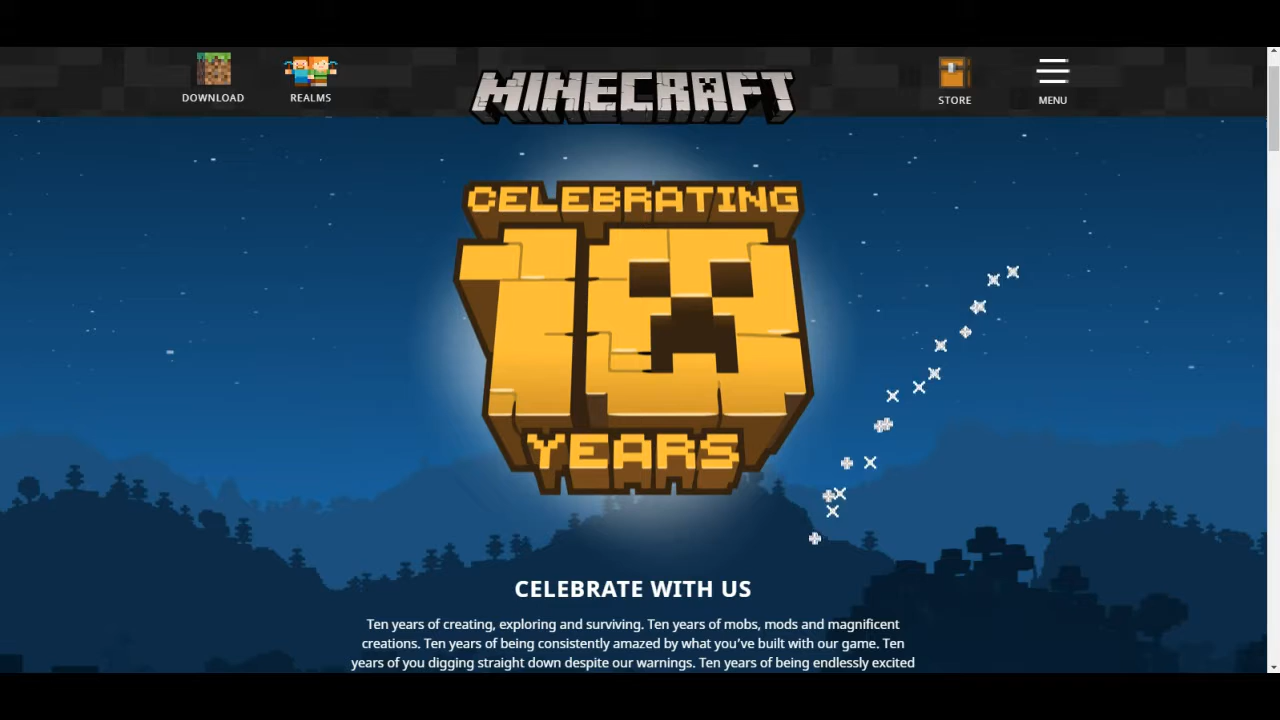 DOWNLOAD
REALMS
MINECRAFT
STORE
MENU
CELEBRATING
10
YEARS
CELEBRATE WITH US
Ten years of creating, exploring and surviving. Ten years of mobs, mods and magnificent
creations. Ten years of being consistently amazed by what you’ve built with our game. Ten
years of you digging straight down despite our warnings. Ten years of being endlessly excited